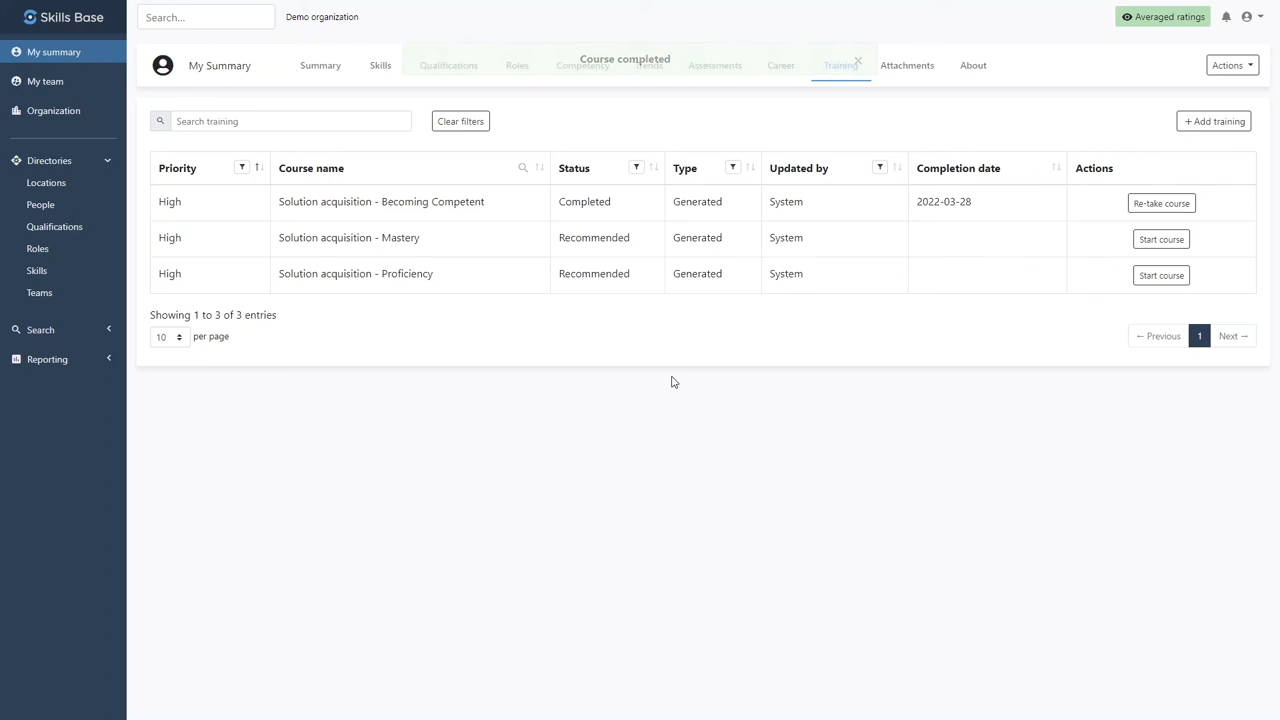 Skills Base
Search...
Demo organization
Averaged ratings
My summary
My team
Organization
Directories
Locations
People
Qualifications
Roles
Skills
Teams
Search
Reporting
Course completed
My Summary
Summary
Skills
Qualifications
Roles
Competency
Trends
Assessments
Career
Training
Attachments
About
Actions
Search training
Clear filters
+ Add training
Priority Course name Status Type Updated by Completion date Actions
High Solution acquisition - Becoming Competent Completed Generated System 2022-03-28 Re-take course
High Solution acquisition - Mastery Recommended Generated System Start course
High Solution acquisition - Proficiency Recommended Generated System Start course
Showing 1 to 3 of 3 entries
10 per page
← Previous 1 Next →